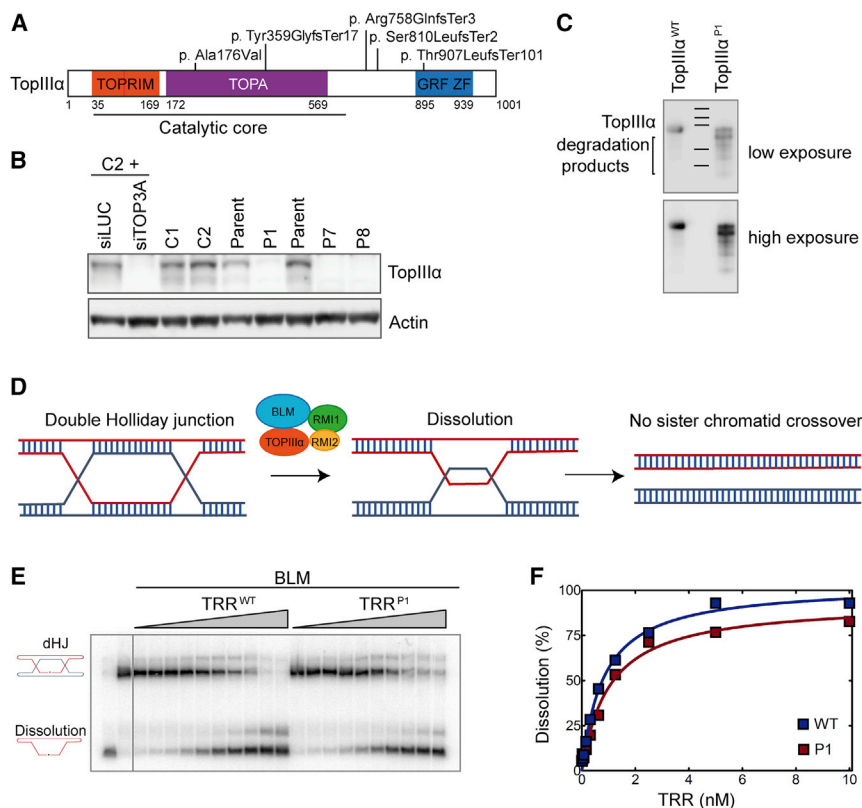 A
p. Arg758GlnfsTer3
p. Tyr359GlyfsTer17
p. Ser810LeufsTer2
p. Ala176Val
p. Thr907LeufsTer101
TopIIIα
TOPRIM
TOPA
GRF ZF
1
35
169
172
569
895
939
1001
Catalytic core
B
C2 +
siLUC
siTOP3A
C1
C2
Parent
P1
Parent
P7
P8
TopIIIα
Actin
C
TopIIIα WT
TopIIIα P1
TopIIIα
degradation
products
low exposure
high exposure
D
Double Holliday junction
BLM
RMI1
TOPIIIα
RMI2
Dissolution
No sister chromatid crossover
E
BLM
TRR WT
TRR P1
dHJ
Dissolution
F
Dissolution (%)
100
75
50
25
0
0
2
4
6
8
10
WT
P1
TRR (nM)